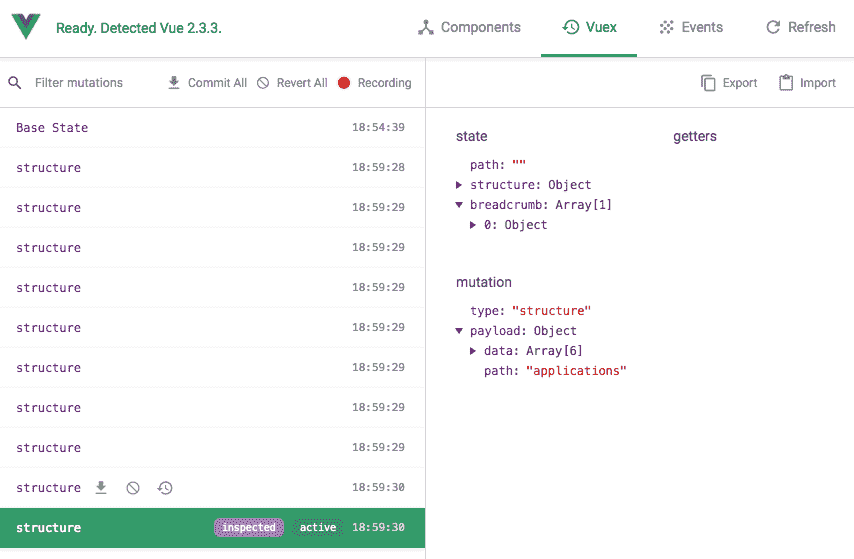 Ready. Detected Vue 2.3.3.
Components
Vuex
Events
Refresh
Filter mutations
Commit All
Revert All
Recording
Export
Import
Base State 18:54:39
structure 18:59:28
structure 18:59:29
structure 18:59:29
structure 18:59:29
structure 18:59:29
structure 18:59:29
structure 18:59:29
structure 18:59:29
structure 18:59:30
structure inspected active 18:59:30
state
path: ""
structure: Object
breadcrumb: Array[1]
0: Object
getters
mutation
type: "structure"
payload: Object
data: Array[6]
path: "applications"